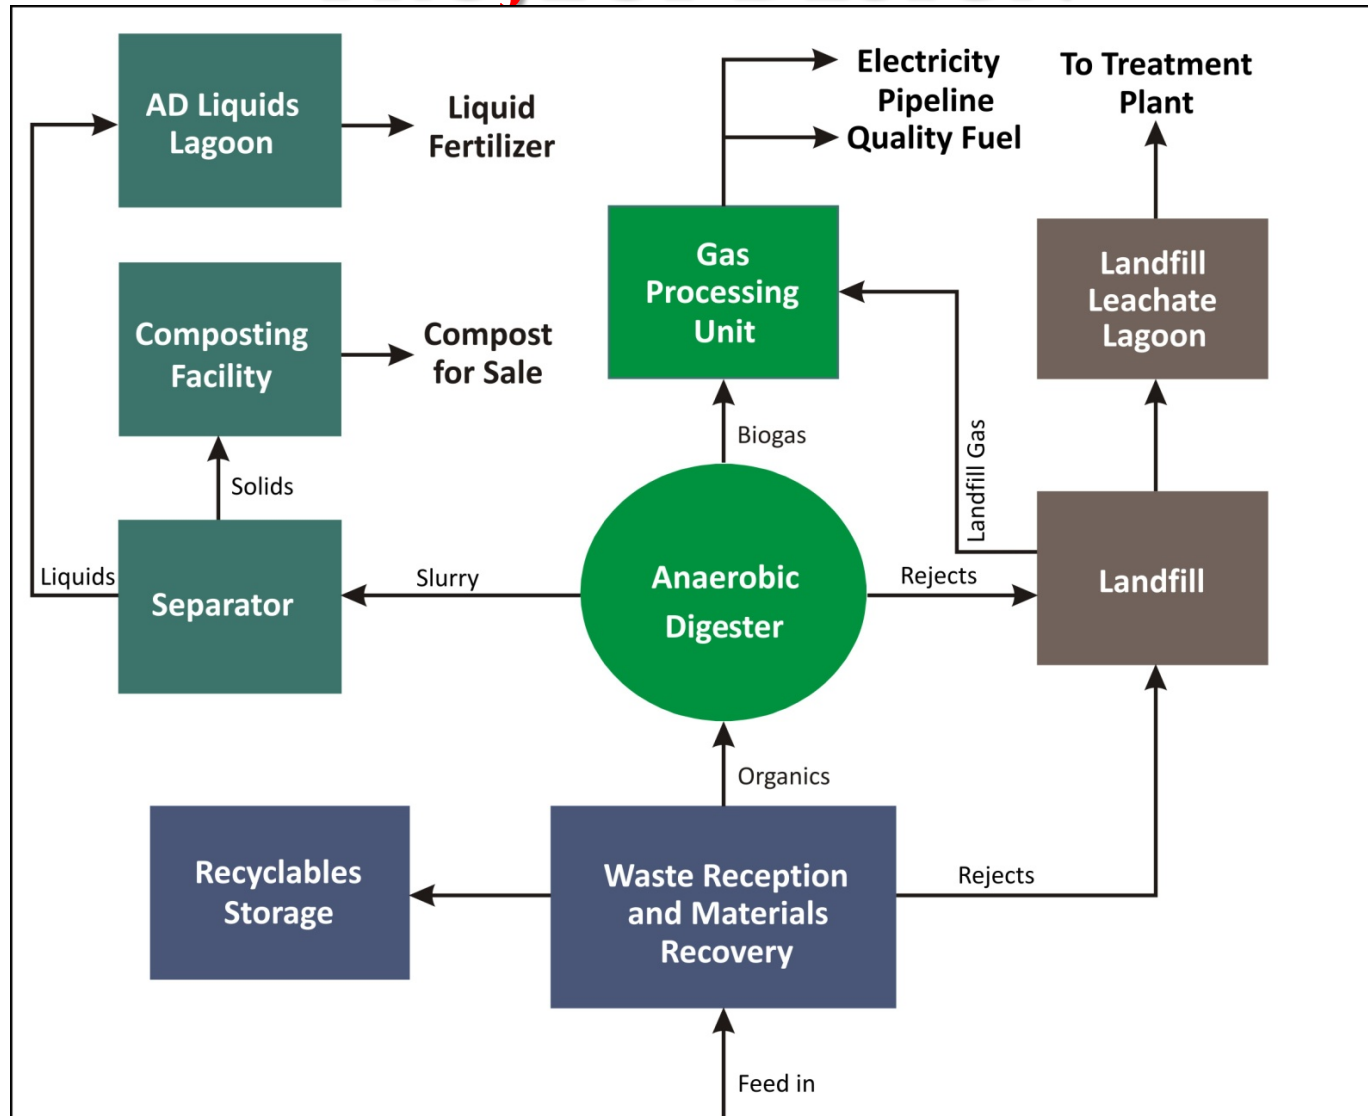 AD Liquids
Lagoon
Liquid
Fertilizer
Electricity
Pipeline
Quality Fuel
To Treatment
Plant
Gas
Processing
Unit
Landfill
Leachate
Lagoon
Composting
Facility
Compost
for Sale
Biogas
Landfill Gas
Solids
Liquids
Separator
Slurry
Anaerobic
Digester
Rejects
Landfill
Organics
Recyclables
Storage
Waste Reception
and Materials
Recovery
Rejects
Feed in